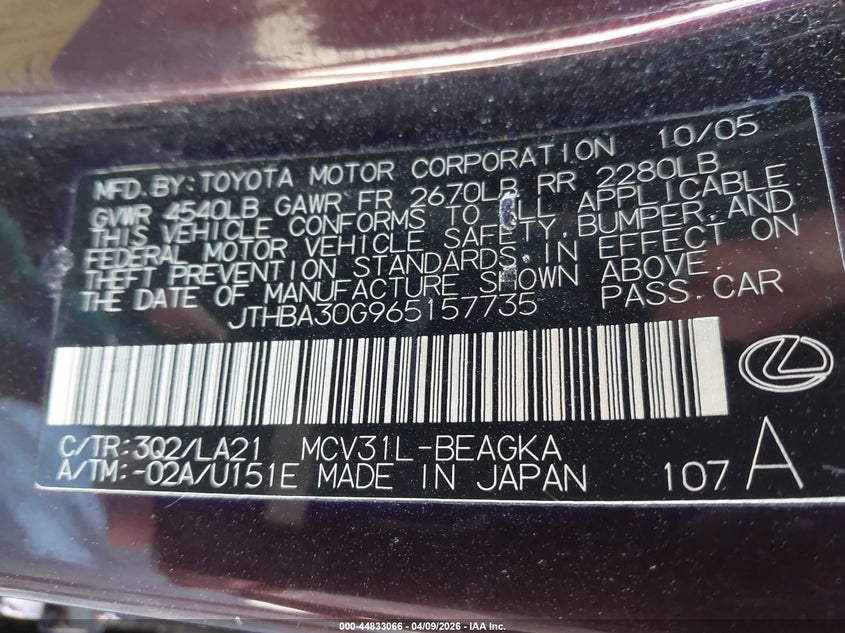 MFD. BY: TOYOTA MOTOR CORPORATION 10/05
GVWR 4540LB GAWR FR 2670LB RR 2280LB
THIS VEHICLE CONFORMS TO ALL APPLICABLE
FEDERAL MOTOR VEHICLE SAFETY, BUMPER, AND
THEFT PREVENTION STANDARDS IN EFFECT ON
THE DATE OF MANUFACTURE SHOWN ABOVE.
JTHBA30G965157735 PASS. CAR
C/TR: 3Q2/LA21 MCV31L-BEAGKA
A/TM: -02A/U151E MADE IN JAPAN 107 A
000-44833066 - 04/09/2026 - IAA Inc.